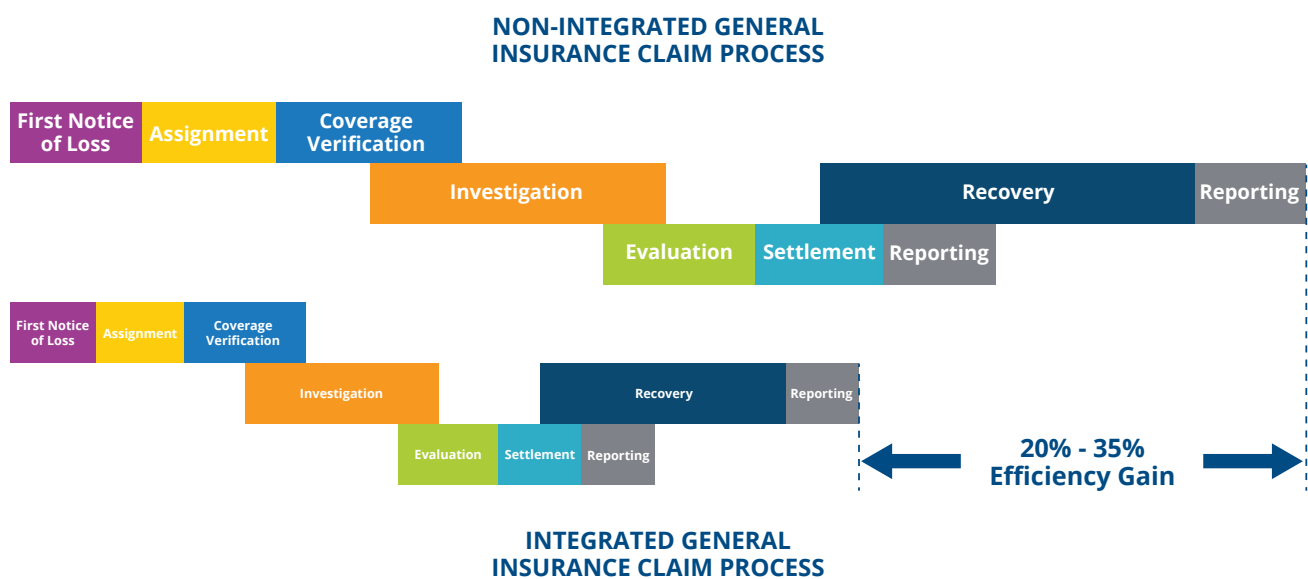 NON-INTEGRATED GENERAL
INSURANCE CLAIM PROCESS
First Notice
of Loss
Assignment
Coverage
Verification
Investigation
Recovery
Reporting
Evaluation
Settlement
Reporting
First Notice
of Loss
Assignment
Coverage
Verification
Investigation
Recovery
Reporting
Evaluation
Settlement
Reporting
20% - 35%
Efficiency Gain
INTEGRATED GENERAL
INSURANCE CLAIM PROCESS